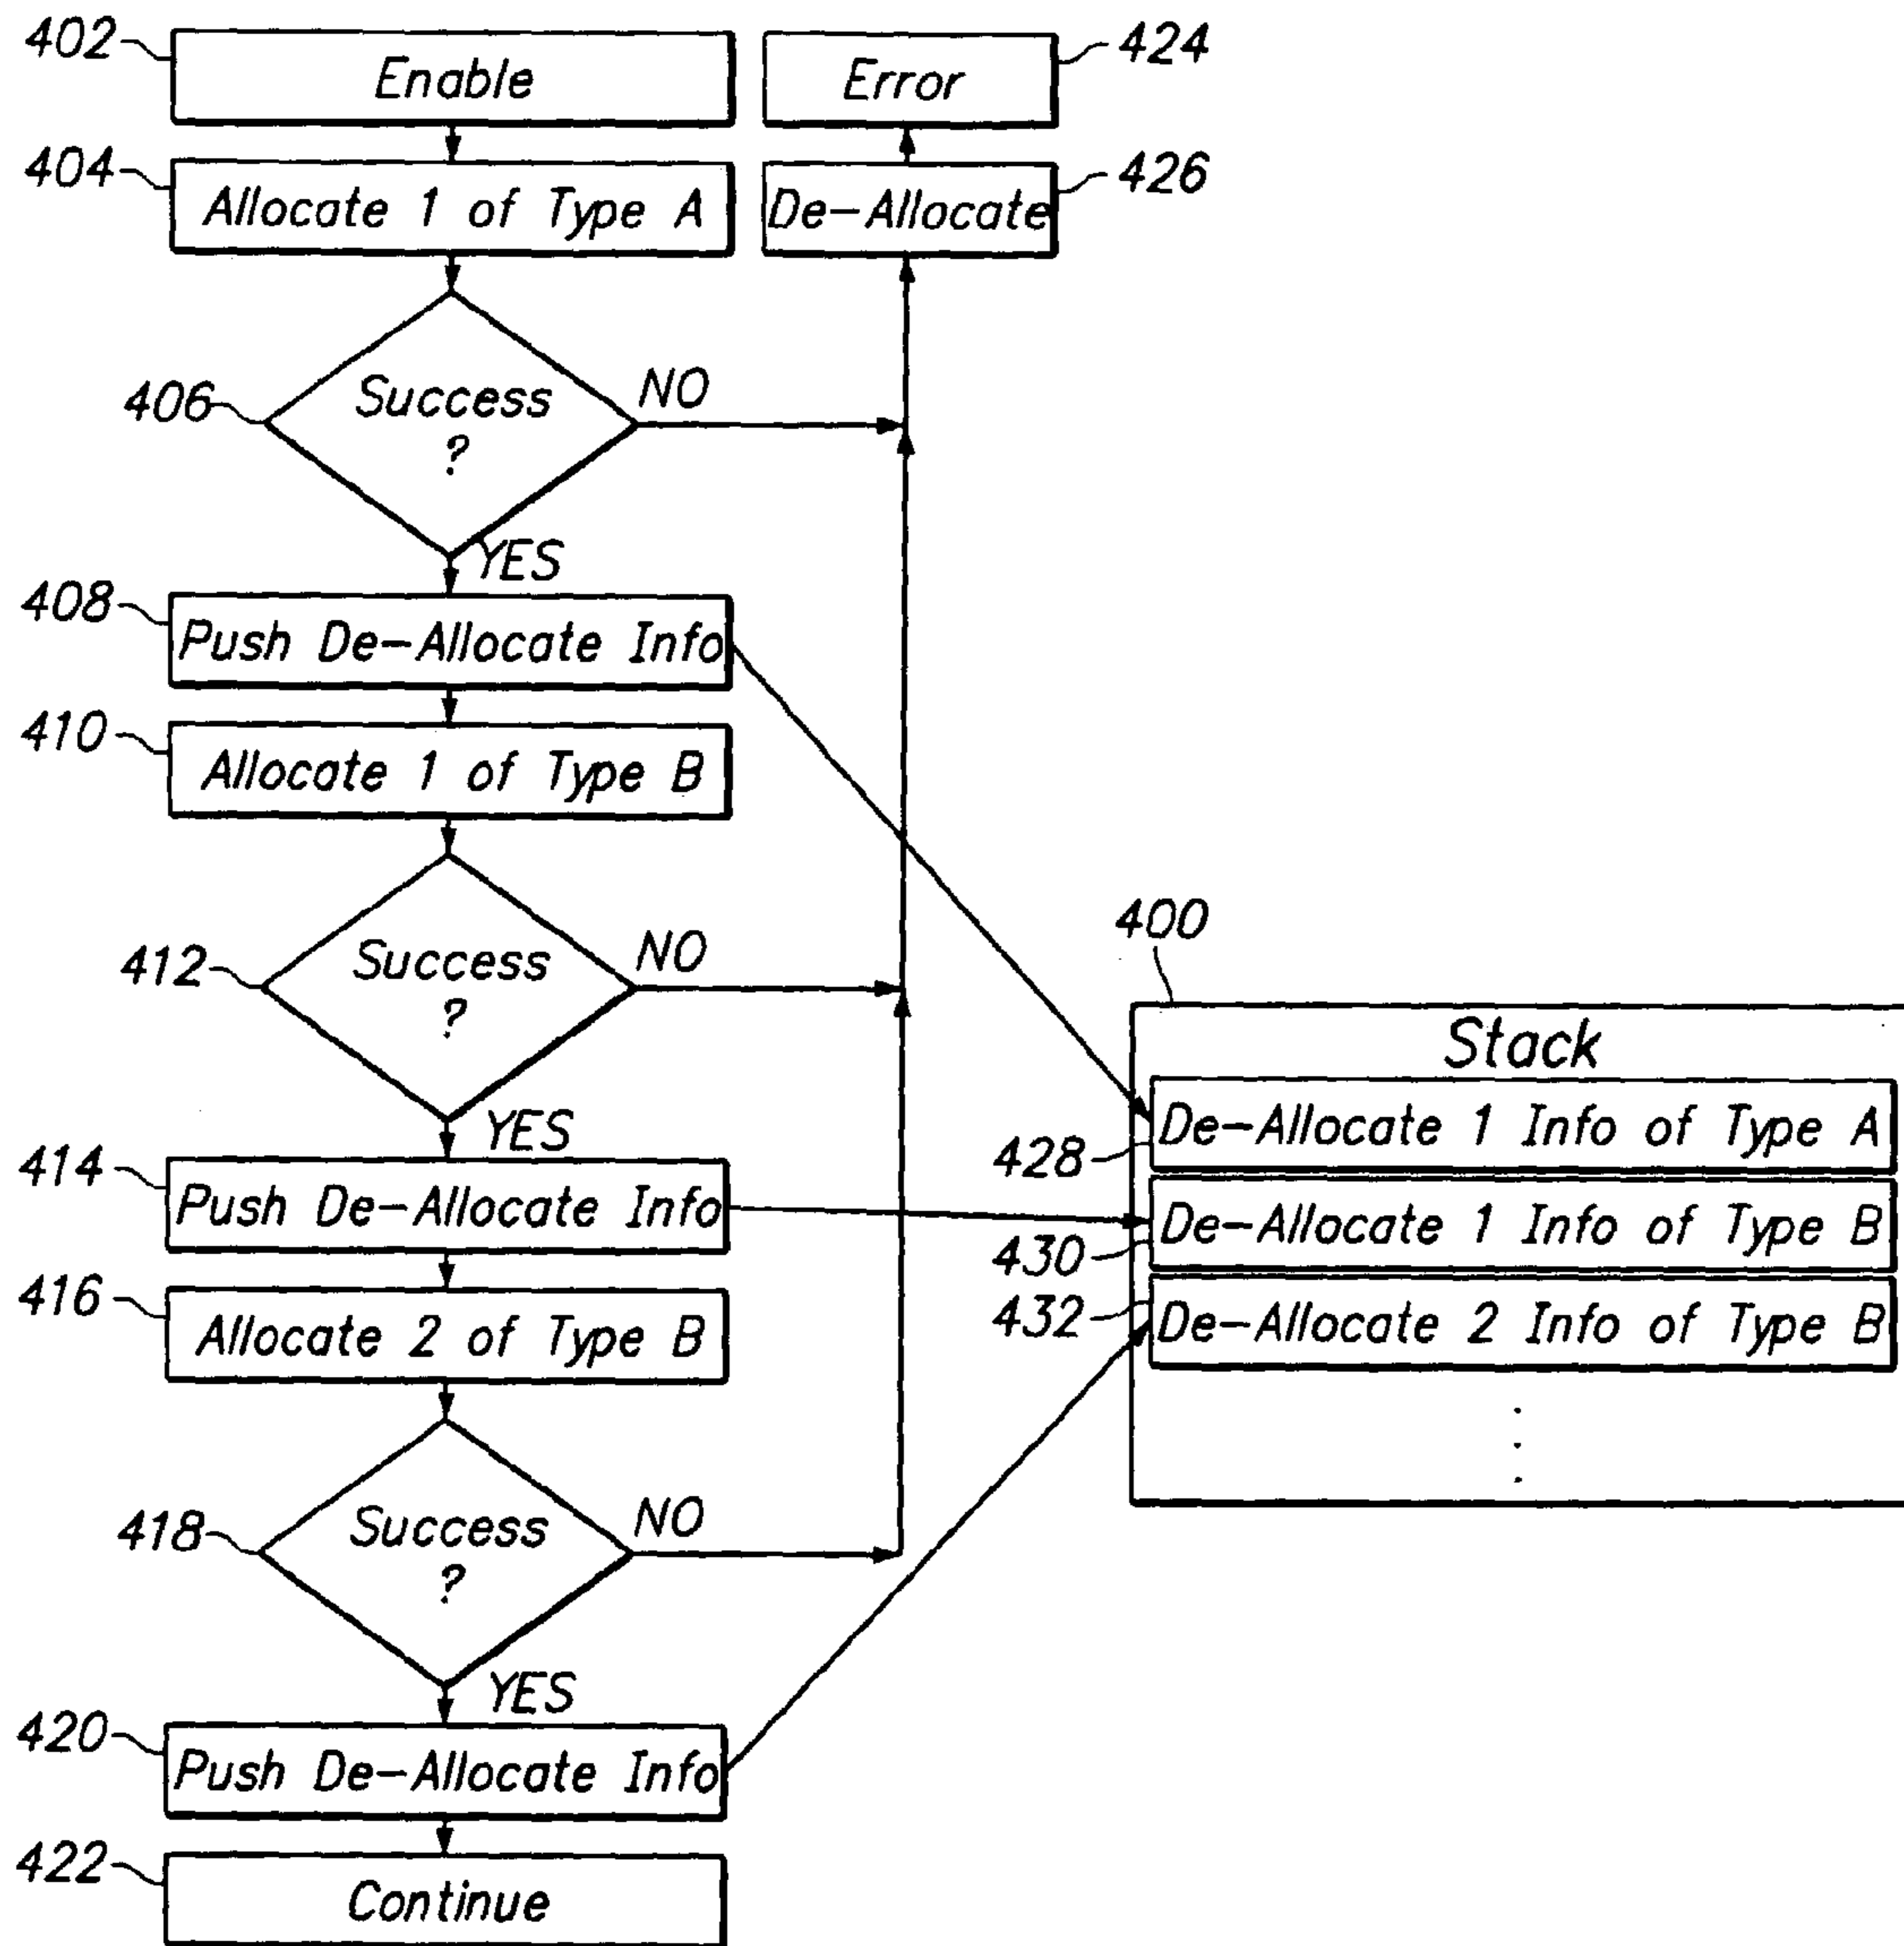 402
Enable
Error
424
404
Allocate 1 of Type A
De-Allocate
426
406
Success
?
NO
YES
408
Push De-Allocate Info
410
Allocate 1 of Type B
412
Success
?
NO
YES
414
Push De-Allocate Info
416
Allocate 2 of Type B
418
Success
?
NO
YES
420
Push De-Allocate Info
422
Continue
400
Stack
De-Allocate 1 Info of Type A
428
De-Allocate 1 Info of Type B
430
432
De-Allocate 2 Info of Type B